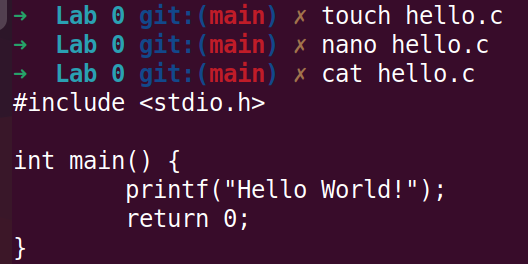 ➜  Lab 0 git:(main) ✗ touch hello.c
➜  Lab 0 git:(main) ✗ nano hello.c
➜  Lab 0 git:(main) ✗ cat hello.c
#include <stdio.h>

int main() {
        printf("Hello World!");
        return 0;
}